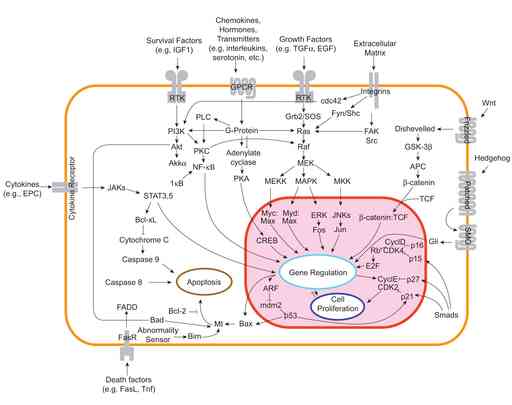 Chemokines,
Hormones,
Transmitters
(e.g, interleukins,
serotonin, etc.)
Survival Factors
(e.g, IGF1)
Growth Factors
(e.g. TGFα, EGF)
Extracellular
Matrix
RTK
GPCR
RTK
Integrins
cdc42
Wnt
PLC
Grb2/SOS
Fyn/Shc
PI3K
G-Protein
Ras
FAK
Src
Dishevelled
Frizzled
Akt
PKC
Adenylate
cyclase
Raf
GSK-3β
Akkα
NF-κB
MEK
APC
Hedgehog
1κB
PKA
MEKK
MAPK
MKK
β-catenin
Patched
Cytokines
(e.g., EPC)
Cytokine Receptor
JAKs
STAT3,5
TCF
Bcl-xL
Myc:
Max
Myd:
Max
ERK
Fos
JNKs
Jun
β-catenin:TCF
Cytochrome C
CREB
CyclD
Rb
CDK4
p16
p15
Gli
SMO
Caspase 9
Gene Regulation
E2F
Caspase 8
Apoptosis
ARF
CyclE
CDK2
p27
p21
FADD
Bcl-2
mdm2
Cell
Proliferation
Bad
Mt
Bax
p53
Smads
FasR
Abnormality
Sensor
Bim
Death factors
(e.g. FasL, Tnf)